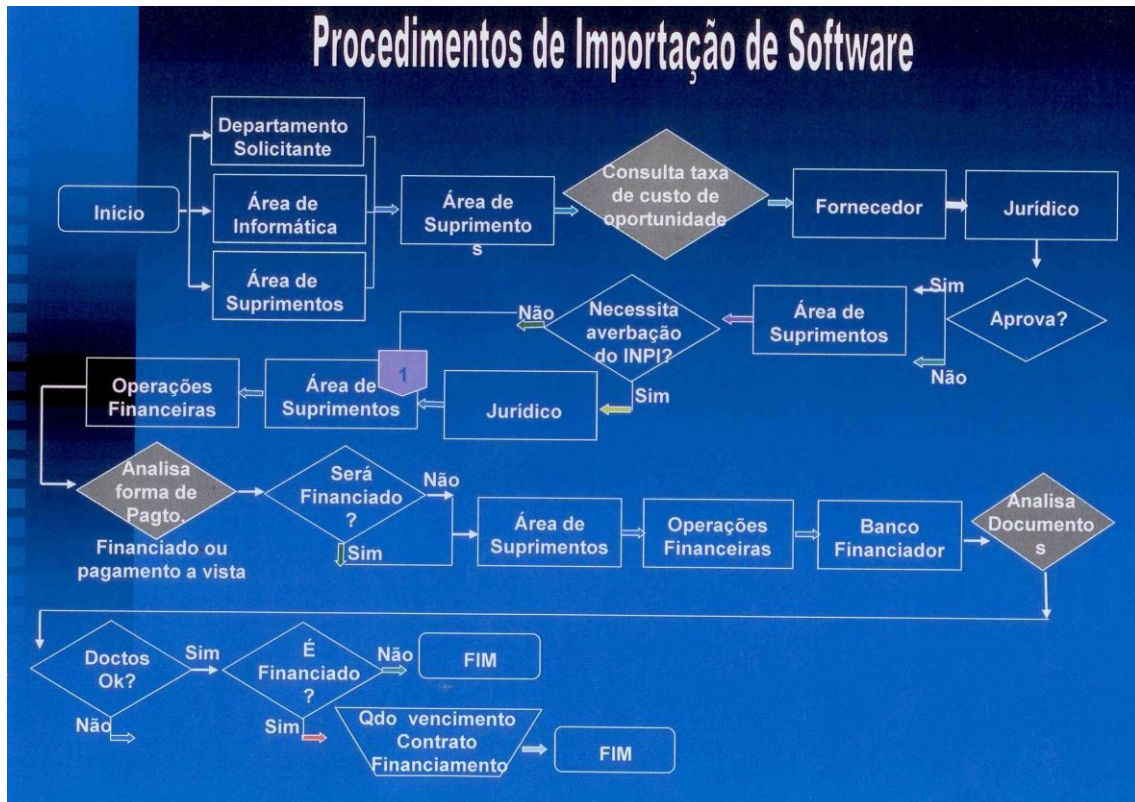 Procedimentos de Importação de Software
Departamento
Solicitante
Início
Área de
Informática
Área de
Suprimentos
Área de
Suprimento
s
Consulta taxa
de custo de
oportunidade
Fornecedor
Jurídico
Aprova?
Sim
Não
Área de
Suprimentos
Necessita
averbação
do INPI?
Não
Sim
Jurídico
1
Área de
Suprimentos
Operações
Financeiras
Analisa
forma de
Pagto.
Financiado ou
pagamento a vista
Será
Financiado
?
Não
Sim
Área de
Suprimentos
Operações
Financeiras
Banco
Financiador
Analisa
Documento
s
Doctos
Ok?
Sim
Não
É
Financiado
?
Não
FIM
Sim
Qdo vencimento
Contrato
Financiamento
FIM